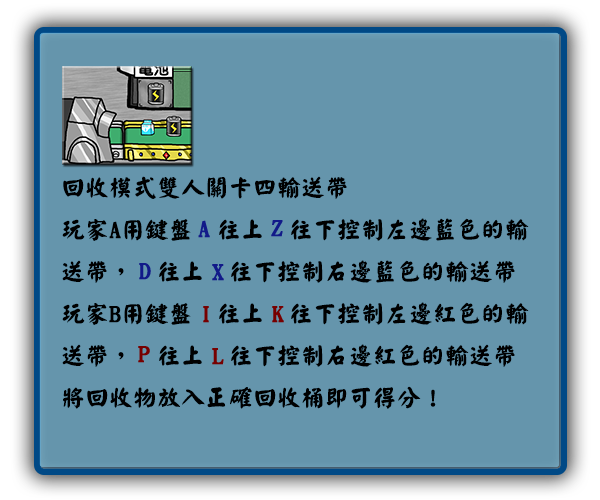 電池
回收模式雙人關卡四輸送帶
玩家A用鍵盤 A 往上 Z 往下控制左邊藍色的輸
送帶，D 往上 X 往下控制右邊藍色的輸送帶
玩家B用鍵盤 I 往上 K 往下控制左邊紅色的輸
送帶，P 往上 L 往下控制右邊紅色的輸送帶
將回收物放入正確回收桶即可得分！